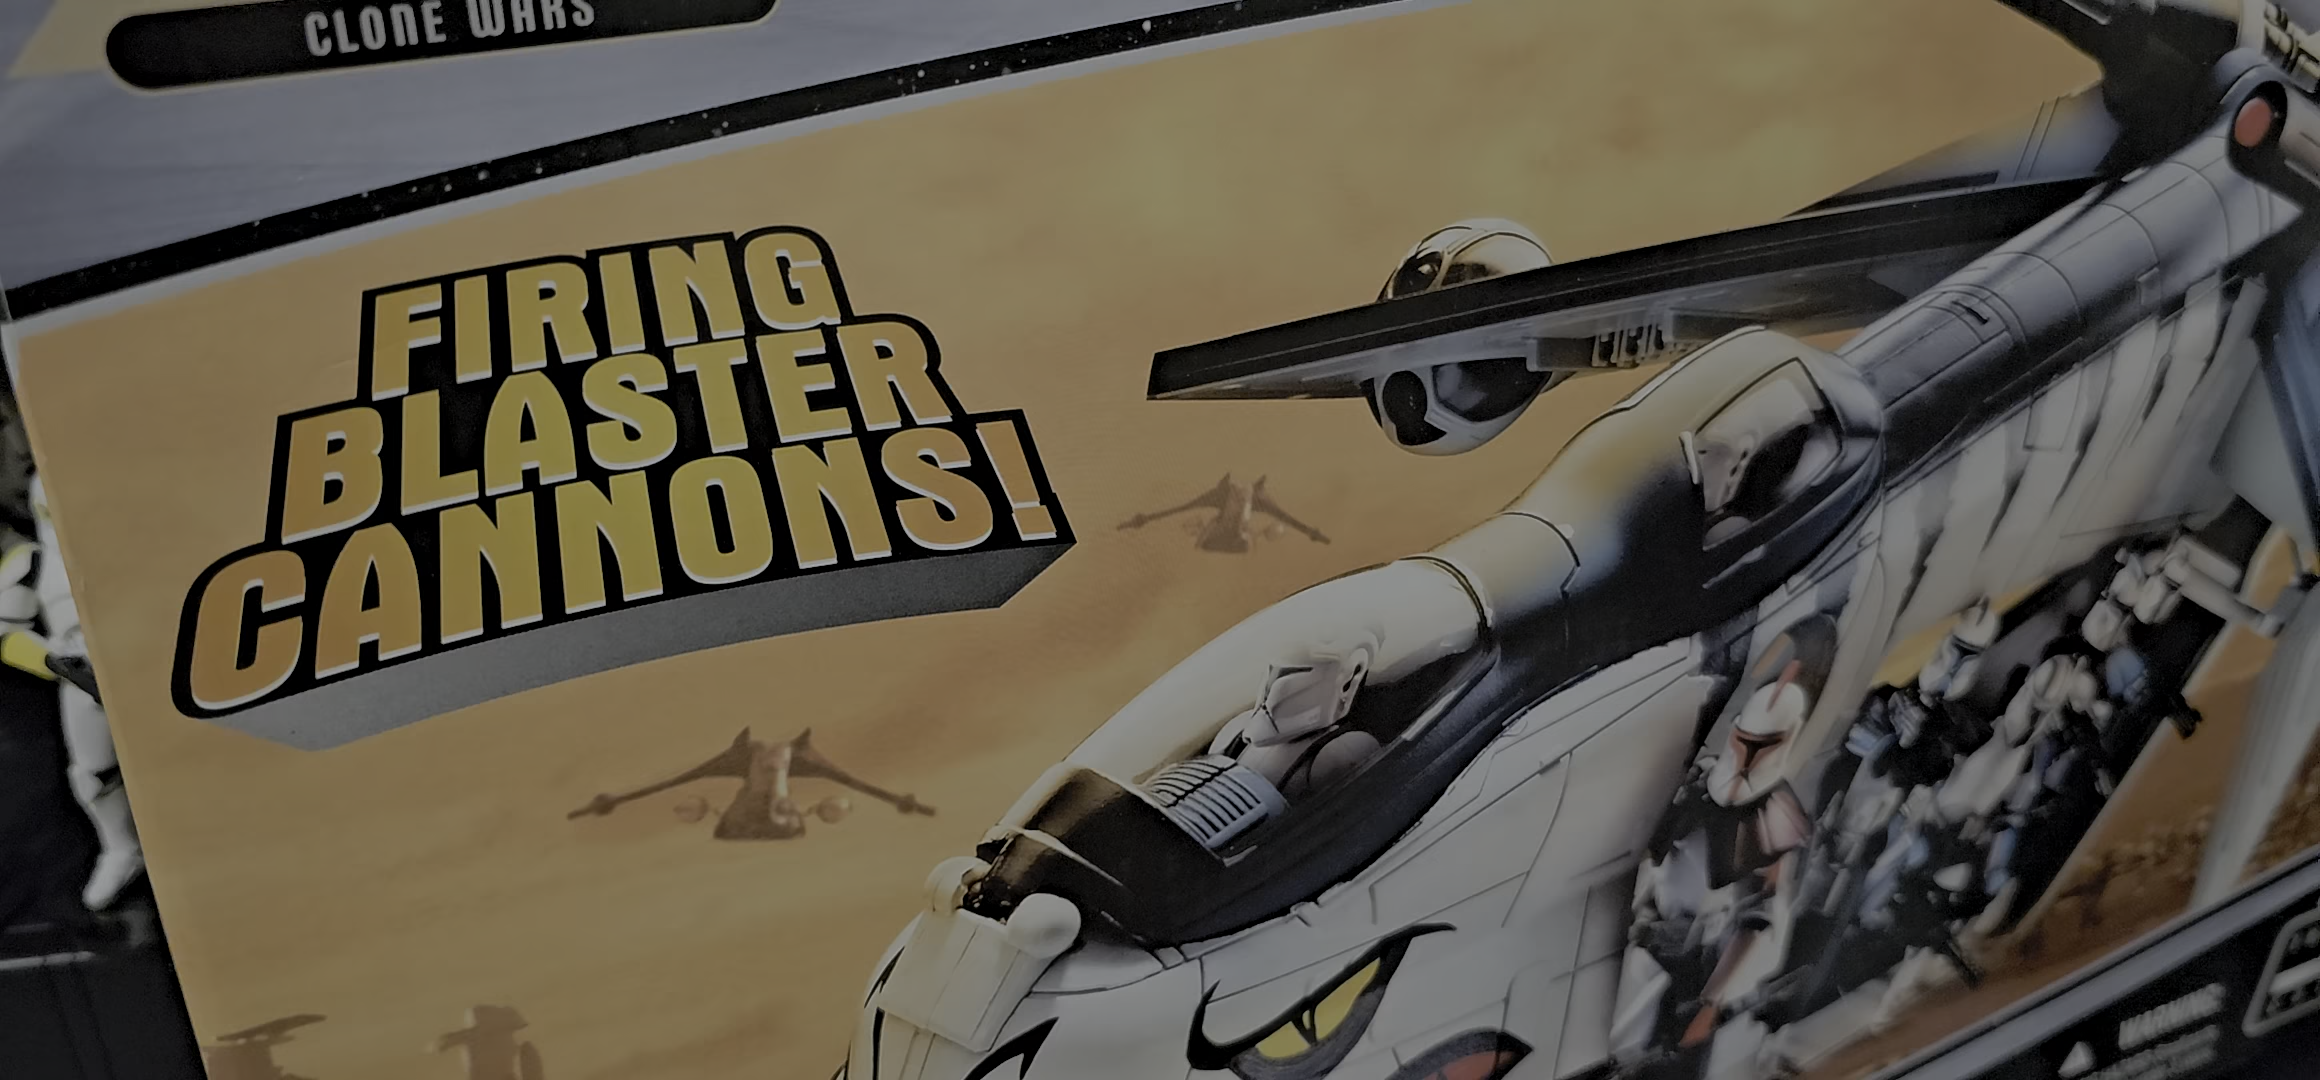 CLONE WARS
FIRING
BLASTER
CANNONS!
WARNING: